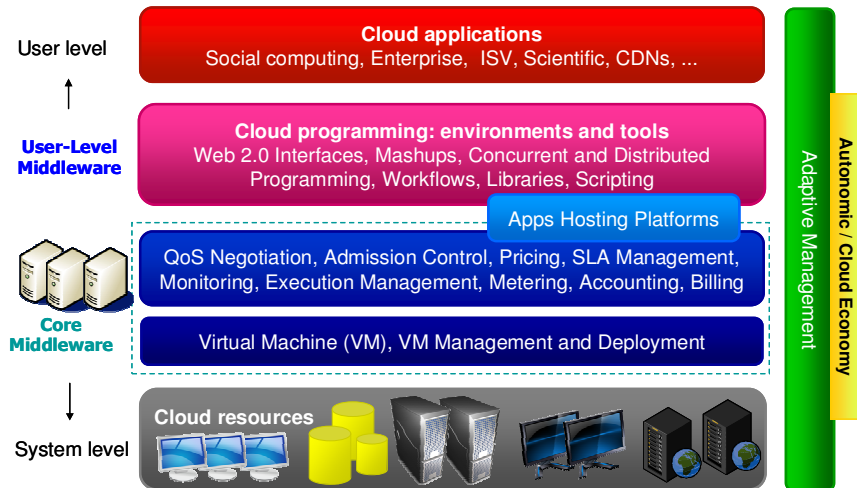 User level
Cloud applications
Social computing, Enterprise, ISV, Scientific, CDNs, ...
User-Level
Middleware
Cloud programming: environments and tools
Web 2.0 Interfaces, Mashups, Concurrent and Distributed
Programming, Workflows, Libraries, Scripting
Apps Hosting Platforms
QoS Negotiation, Admission Control, Pricing, SLA Management,
Monitoring, Execution Management, Metering, Accounting, Billing
Core
Middleware
Virtual Machine (VM), VM Management and Deployment
Cloud resources
System level
Adaptive Management
Autonomic / Cloud Economy